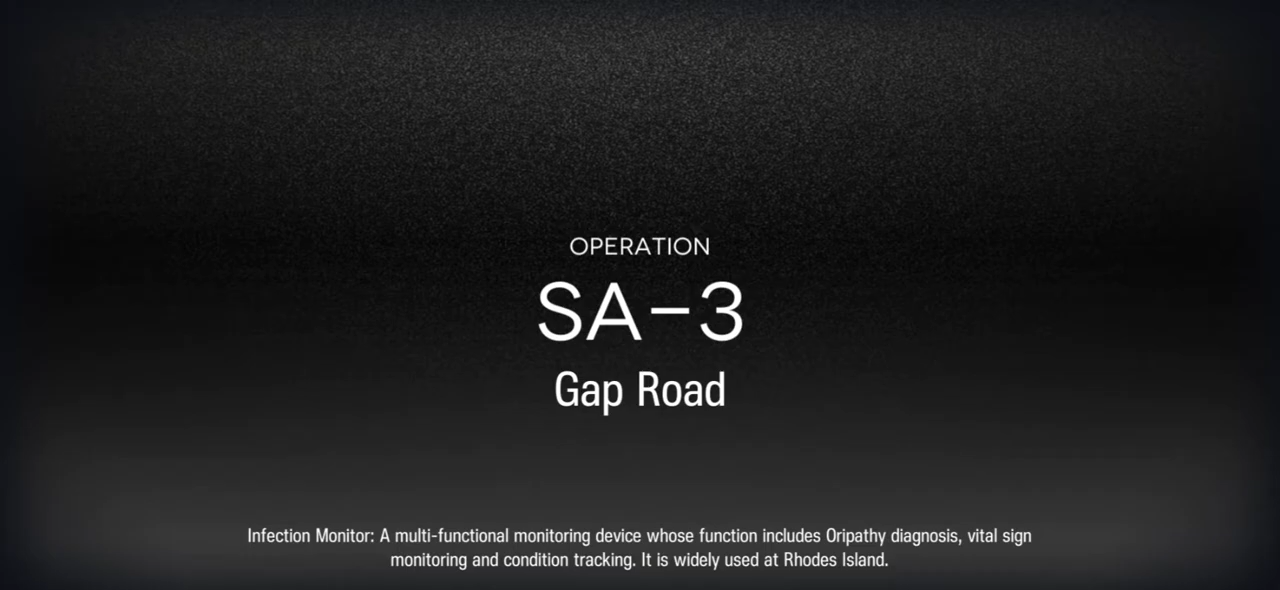 OPERATION
SA-3
Gap Road
Infection Monitor: A multi-functional monitoring device whose function includes Oripathy diagnosis, vital sign
monitoring and condition tracking. It is widely used at Rhodes Island.